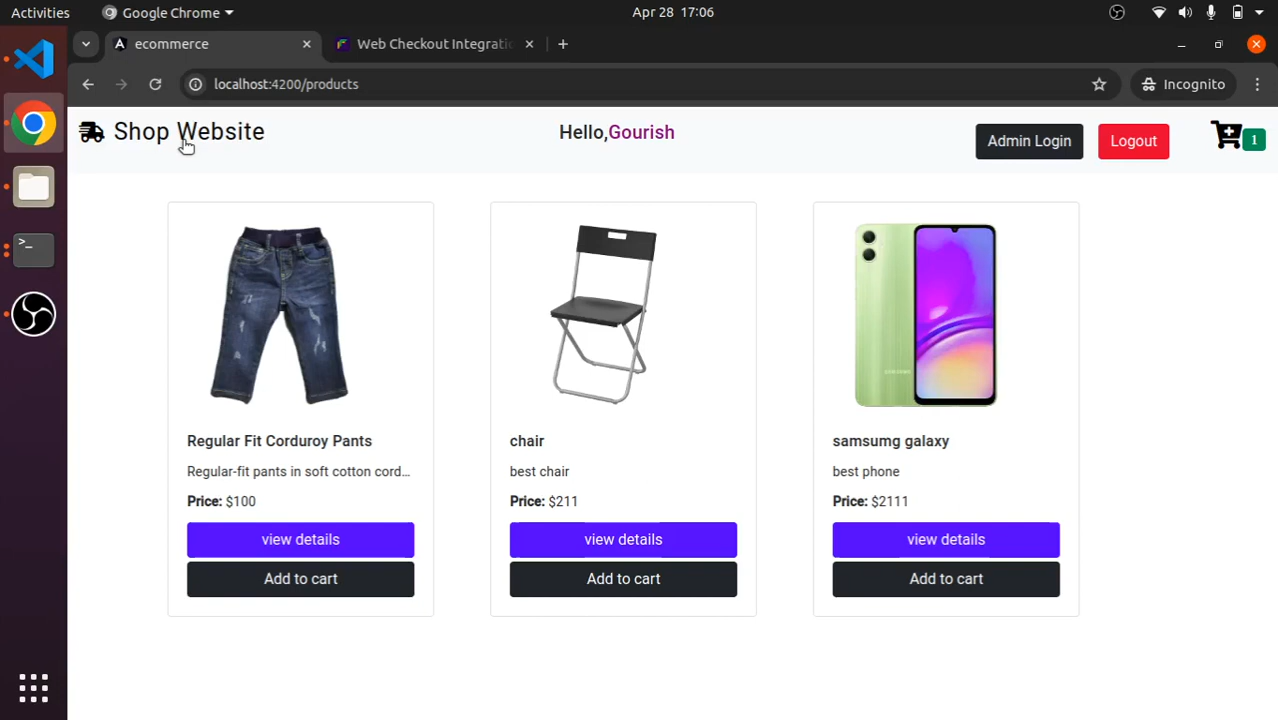 Activities Google Chrome Apr 28 17:06
ecommerce Web Checkout Integrati
localhost:4200/products Incognito
Shop Website Hello,Gourish Admin Login Logout 1
Regular Fit Corduroy Pants chair samsumg galaxy
Regular-fit pants in soft cotton cord... best chair best phone
Price: $100 Price: $211 Price: $2111
view details view details view details
Add to cart Add to cart Add to cart
SAMSUNG